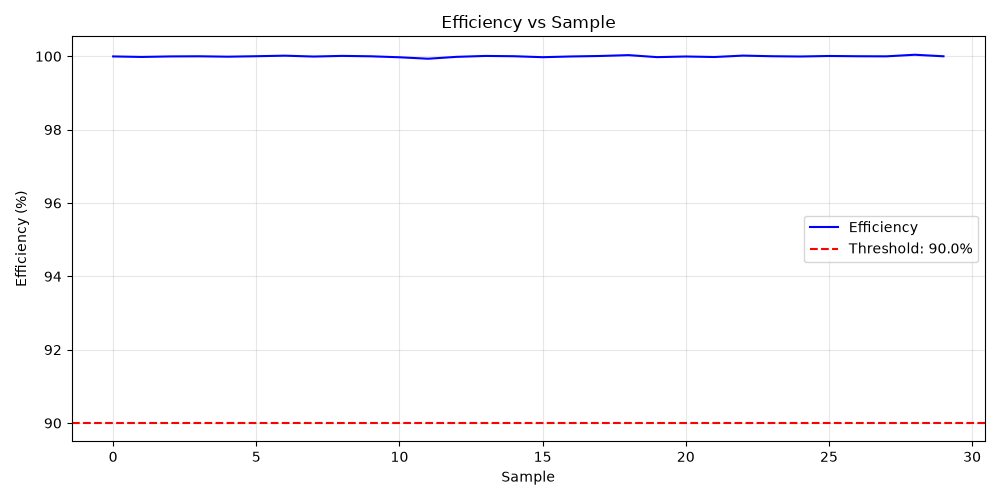 Efficiency vs Sample
100
98
96
94
92
90
Efficiency (%)
Efficiency
Threshold: 90.0%
0 5 10 15 20 25 30
Sample